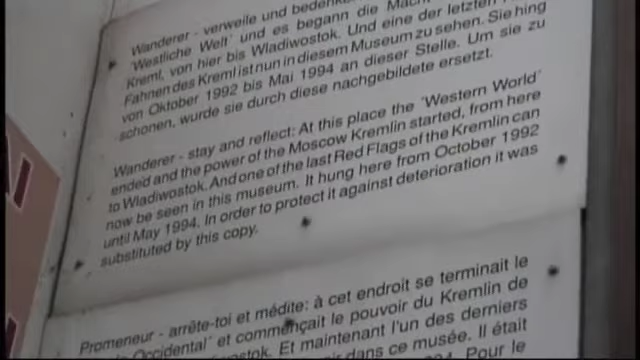 Wanderer - verweile und bedenke
'Westliche Welt' und es begann die Mach
Kreml, von hier bis Wladiwostok. Und eine der letzten
Fahnen des Kreml ist nun in diesem Museum zu sehen. Sie hing
von Oktober 1992 bis Mai 1994 an dieser Stelle. Um sie zu
schonen, wurde sie durch diese nachgebildete ersetzt.
Wanderer - stay and reflect: At this place the 'Western World'
ended and the power of the Moscow Kremlin started, from here
to Wladiwostok. And one of the last Red Flags of the Kremlin can
now be seen in this museum. It hung here from October 1992
until May 1994. In order to protect it against deterioration it was
substituted by this copy.
Promeneur - arrête-toi et médite: à cet endroit se terminait le
Occidental' et commençait le pouvoir du Kremlin de
ostok. Et maintenant l'un des derniers
dans ce musée. Il était
Pour le